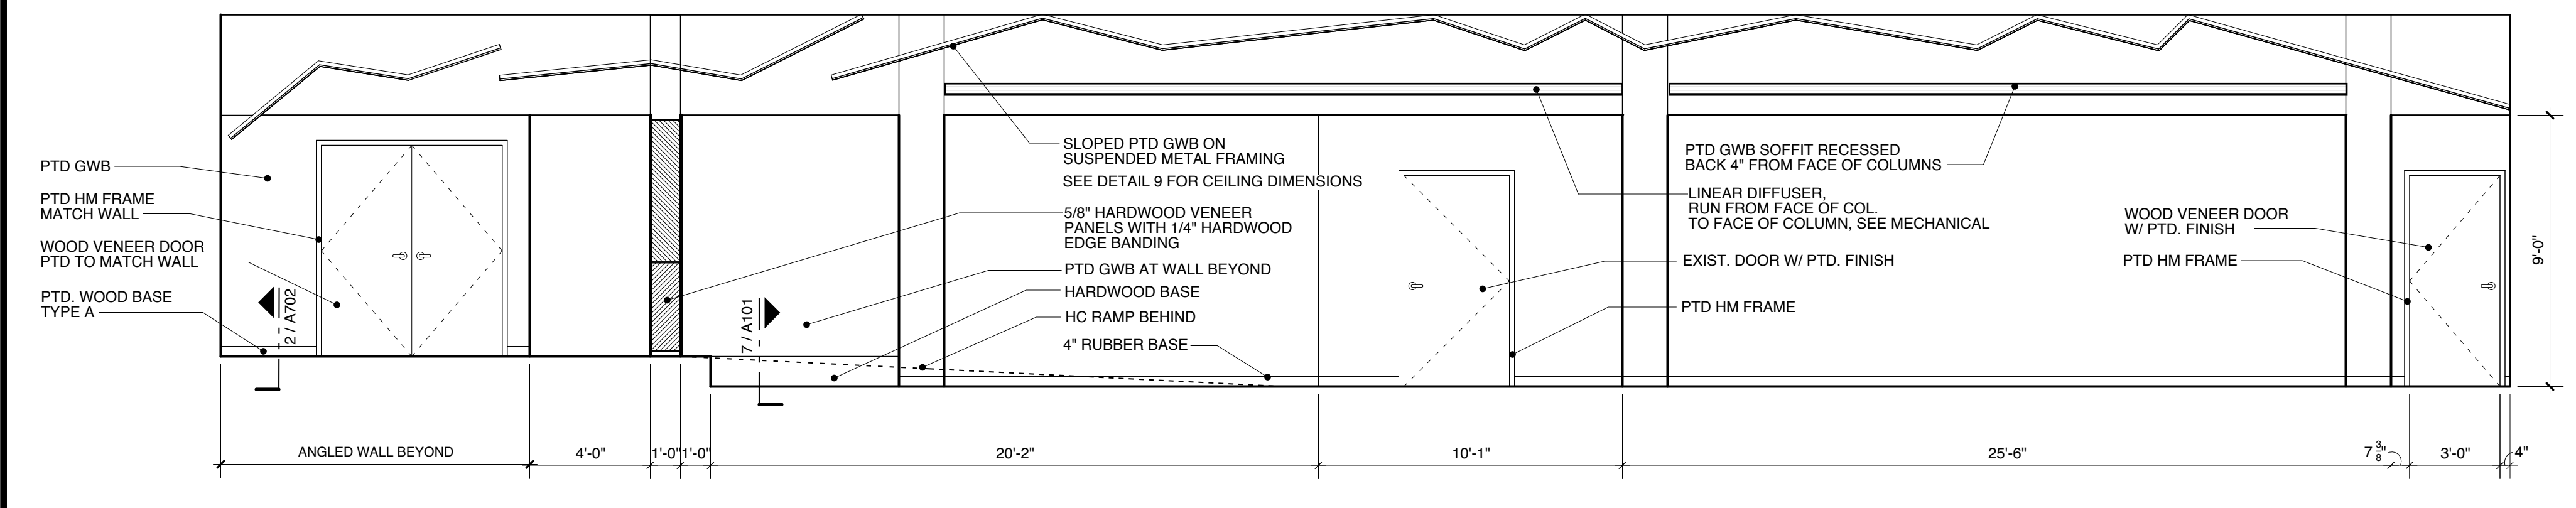 PTD GWB
PTD HM FRAME
MATCH WALL
WOOD VENEER DOOR
PTD TO MATCH WALL
PTD. WOOD BASE
TYPE A
2 / A702
7 / A101
SLOPED PTD GWB ON
SUSPENDED METAL FRAMING
SEE DETAIL 9 FOR CEILING DIMENSIONS
5/8" HARDWOOD VENEER
PANELS WITH 1/4" HARDWOOD
EDGE BANDING
PTD GWB AT WALL BEYOND
HARDWOOD BASE
HC RAMP BEHIND
4" RUBBER BASE
PTD GWB SOFFIT RECESSED
BACK 4" FROM FACE OF COLUMNS
LINEAR DIFFUSER,
RUN FROM FACE OF COL.
TO FACE OF COLUMN, SEE MECHANICAL
EXIST. DOOR W/ PTD. FINISH
PTD HM FRAME
WOOD VENEER DOOR
W/ PTD. FINISH
PTD HM FRAME
9'-0"
ANGLED WALL BEYOND
4'-0"
1'-0"
1'-0"
20'-2"
10'-1"
25'-6"
7 3/8"
3'-0"
4"